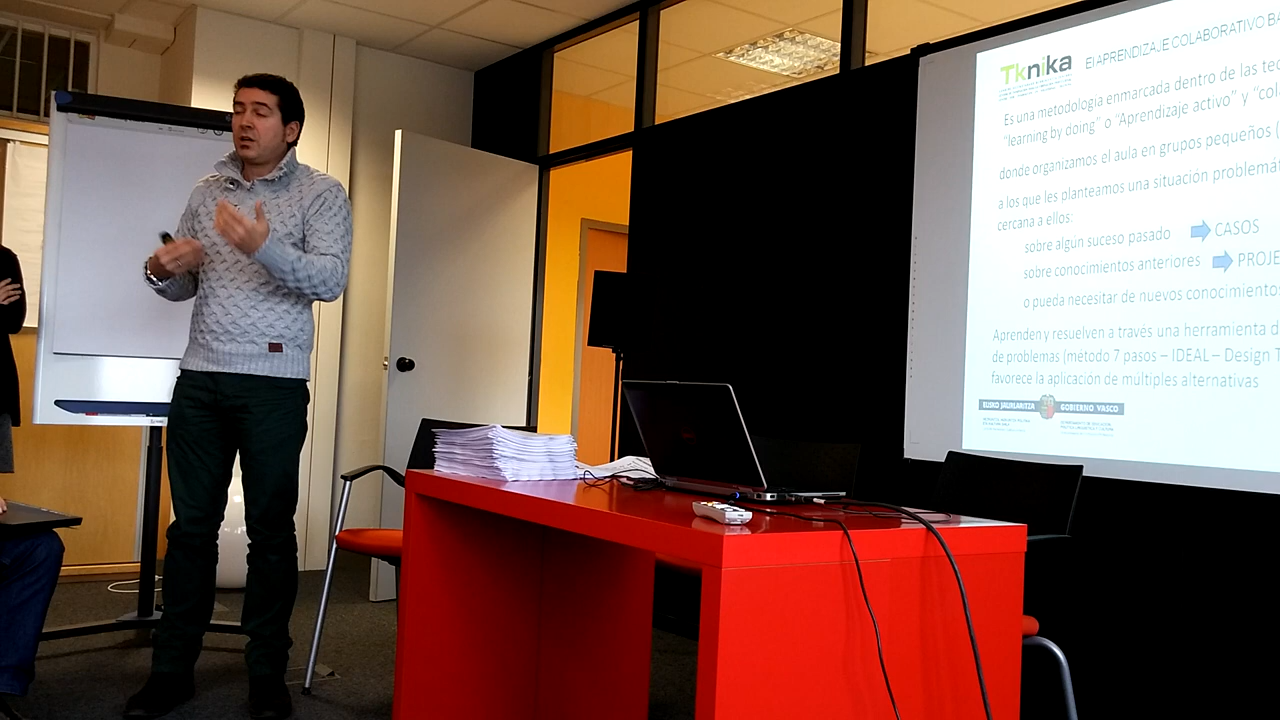 Tknika
El APRENDIZAJE COLABORATIVO BA
Es una metodologia enmarcada dentro de las tec
"learning by doing" o "Aprendizaje activo" y "col
donde organizamos el aula en grupos pequeños
a los que les planteamos una situación problemát
cercana a ellos:
sobre algún suceso pasado CASOS
sobre conocimientos anteriores PROJE
o pueda necesitar de nuevos conocimientos
Aprenden y resuelven a través una herramienta d
de problemas (método 7 pasos – IDEAL – Design T
favorece la aplicación de múltiples alternativas
EUSKO JAURLARITZA GOBIERNO VASCO